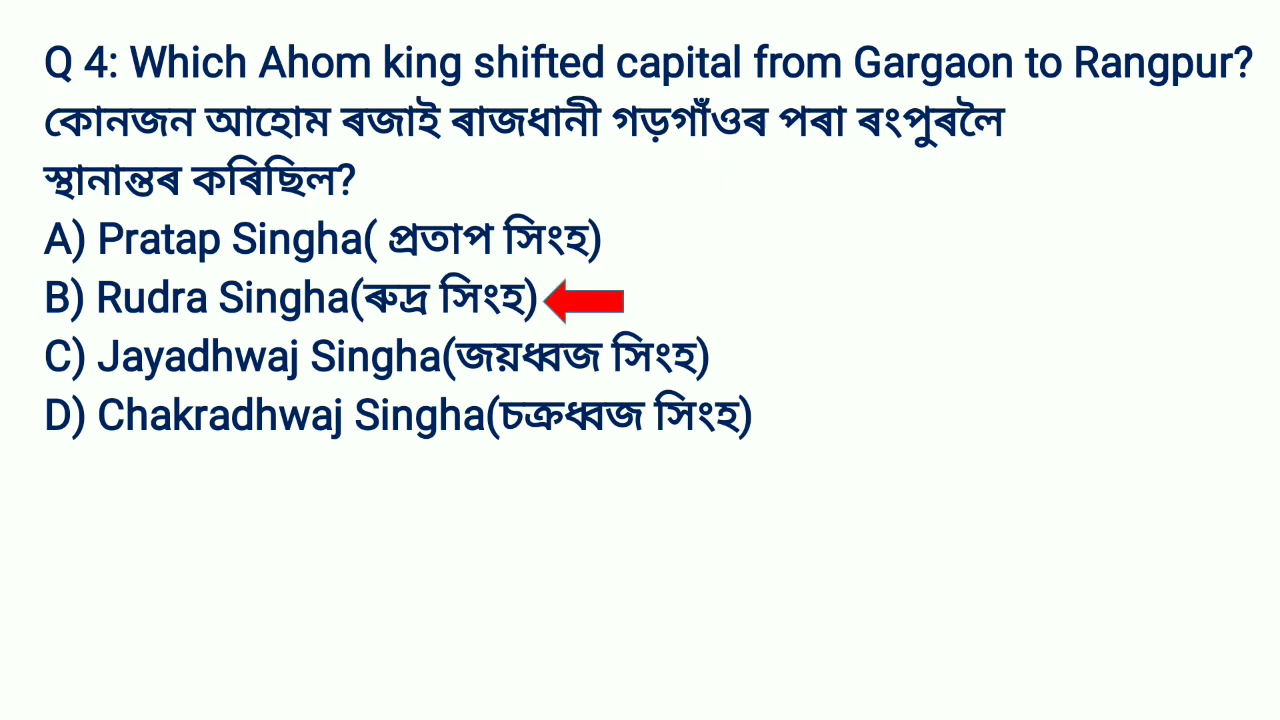 Q 4: Which Ahom king shifted capital from Gargaon to Rangpur?
কোনজন আহোম ৰজাই ৰাজধানী গড়গাঁওৰ পৰা ৰংপুৰলৈ
স্থানান্তৰ কৰিছিল?
A) Pratap Singha( প্ৰতাপ সিংহ)
B) Rudra Singha(ৰুদ্ৰ সিংহ)
C) Jayadhwaj Singha(জয়ধ্বজ সিংহ)
D) Chakradhwaj Singha(চক্ৰধ্বজ সিংহ)